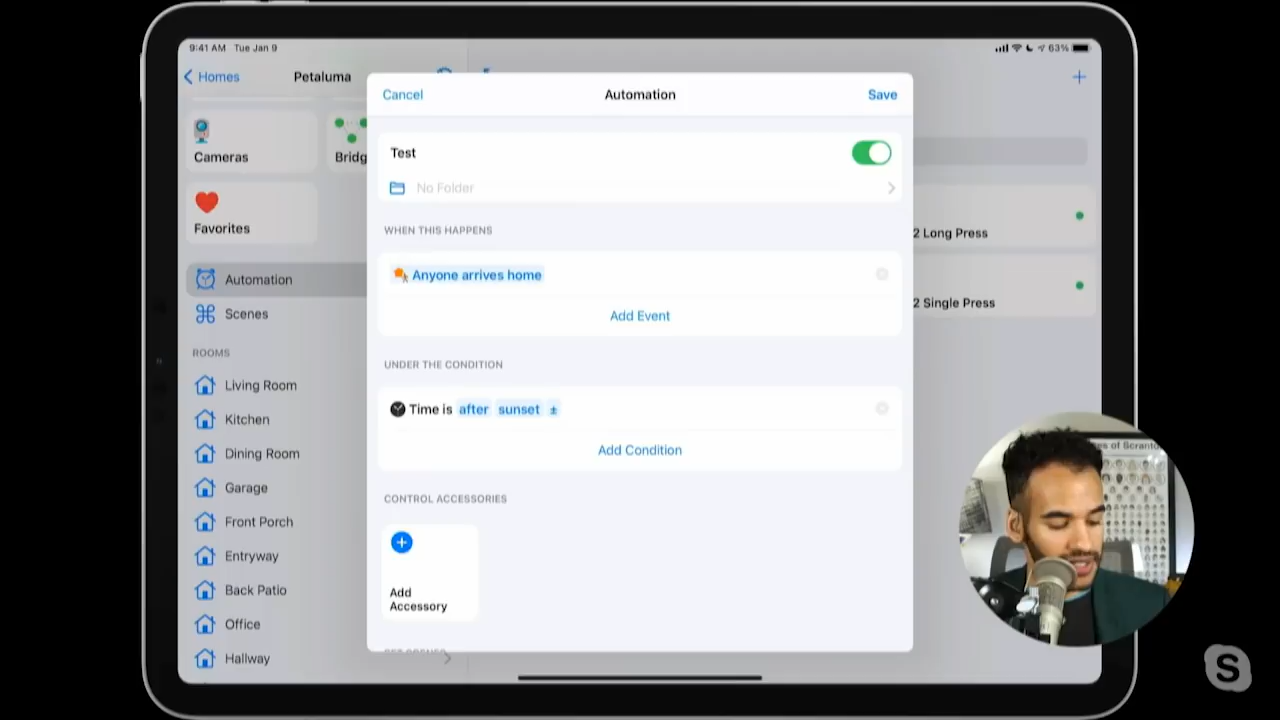 9:41 AM Tue Jan 9
63%
Homes
Petaluma
Cancel
Automation
Save
Cameras
Test
No Folder
Favorites
WHEN THIS HAPPENS
2 Long Press
Anyone arrives home
Automation
2 Single Press
Add Event
Scenes
ROOMS
UNDER THE CONDITION
Living Room
Time is after sunset ±
Kitchen
Add Condition
Dining Room
Garage
CONTROL ACCESSORIES
Front Porch
Entryway
Back Patio
Add
Accessory
Office
Hallway
S